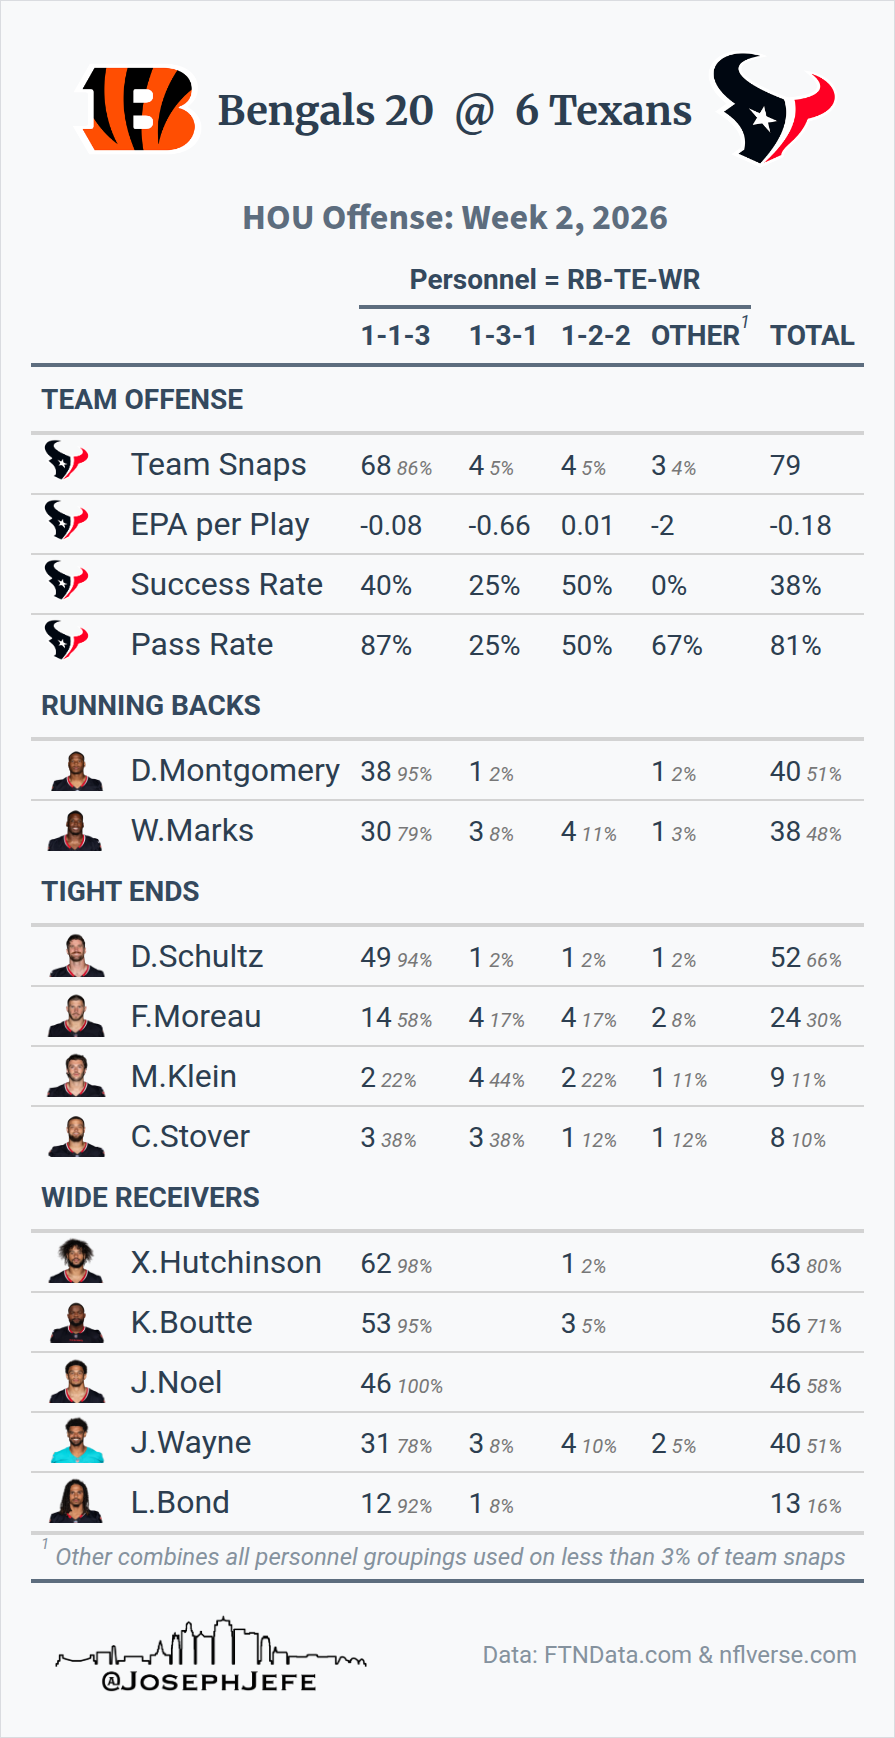 Bengals 20 @ 6 Texans
HOU Offense: Week 2, 2026
Personnel = RB-TE-WR
1-1-3 1-3-1 1-2-2 OTHER1 TOTAL
TEAM OFFENSE
Team Snaps 68 86% 4 5% 4 5% 3 4% 79
EPA per Play -0.08 -0.66 0.01 -2 -0.18
Success Rate 40% 25% 50% 0% 38%
Pass Rate 87% 25% 50% 67% 81%
RUNNING BACKS
D.Montgomery 38 95% 1 2% 1 2% 40 51%
W.Marks 30 79% 3 8% 4 11% 1 3% 38 48%
TIGHT ENDS
D.Schultz 49 94% 1 2% 1 2% 1 2% 52 66%
F.Moreau 14 58% 4 17% 4 17% 2 8% 24 30%
M.Klein 2 22% 4 44% 2 22% 1 11% 9 11%
C.Stover 3 38% 3 38% 1 12% 1 12% 8 10%
WIDE RECEIVERS
X.Hutchinson 62 98% 1 2% 63 80%
K.Boutte 53 95% 3 5% 56 71%
J.Noel 46 100% 46 58%
J.Wayne 31 78% 3 8% 4 10% 2 5% 40 51%
L.Bond 12 92% 1 8% 13 16%
1 Other combines all personnel groupings used on less than 3% of team snaps
@JosephJefe
Data: FTNData.com & nflverse.com